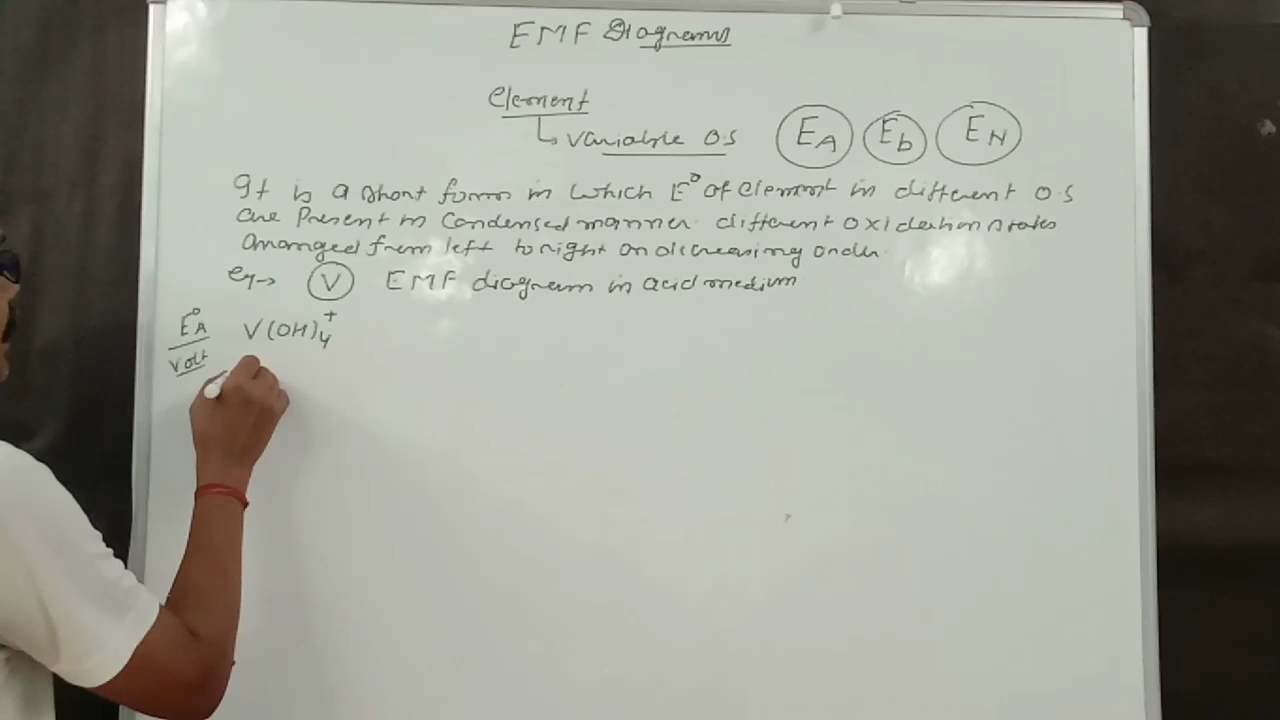 EMF Diagrams
Element
↳ variable O.S E_A E_b E_N
It is a short form in which E° of element in different O.S
are Present in Condensed manner. different oxidation states
arranged from left to right on decreasing order.
eg → V EMF diagram in acid medium
E°_A V(OH)₄⁺
Volt